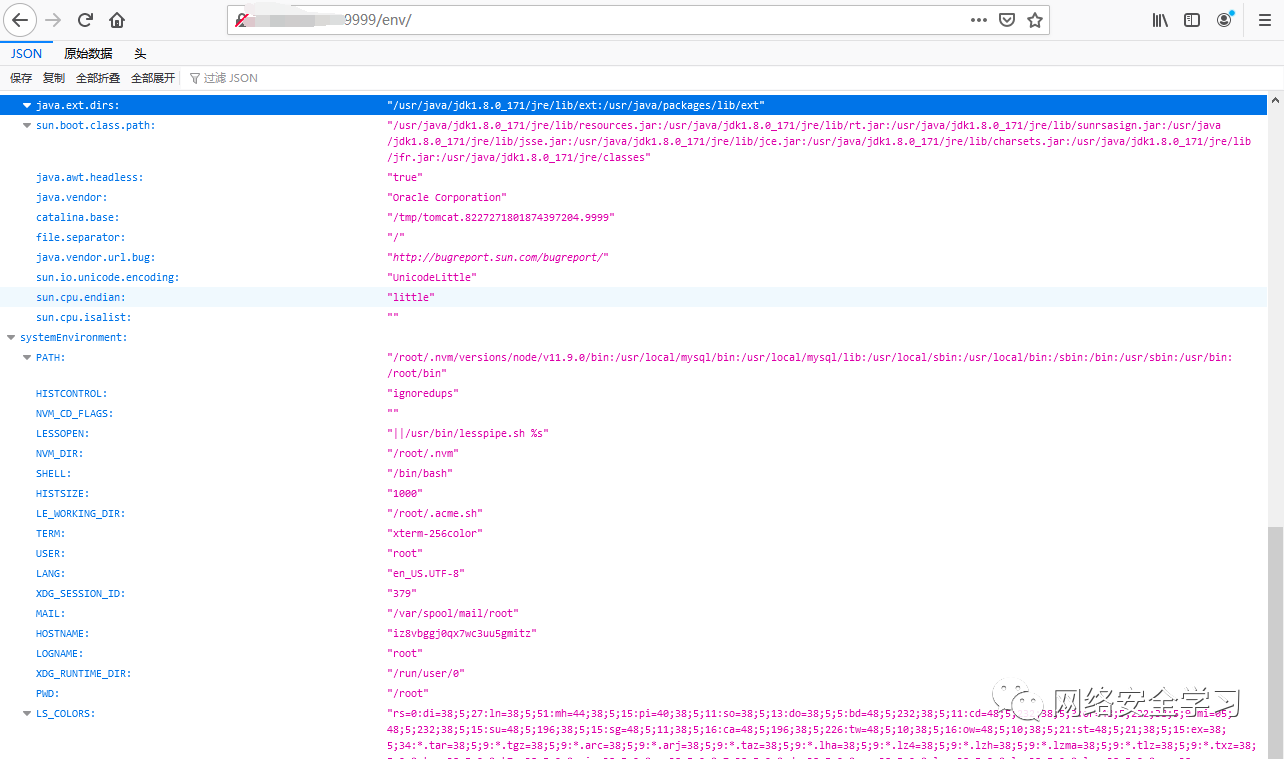 9999/env/
JSON 原始数据 头
保存 复制 全部折叠 全部展开 过滤 JSON
java.ext.dirs: "/usr/java/jdk1.8.0_171/jre/lib/ext:/usr/java/packages/lib/ext"
sun.boot.class.path: "/usr/java/jdk1.8.0_171/jre/lib/resources.jar:/usr/java/jdk1.8.0_171/jre/lib/rt.jar:/usr/java/jdk1.8.0_171/jre/lib/sunrsasign.jar:/usr/java
/jdk1.8.0_171/jre/lib/jsse.jar:/usr/java/jdk1.8.0_171/jre/lib/jce.jar:/usr/java/jdk1.8.0_171/jre/lib/charsets.jar:/usr/java/jdk1.8.0_171/jre/lib
/jfr.jar:/usr/java/jdk1.8.0_171/jre/classes"
java.awt.headless: "true"
java.vendor: "Oracle Corporation"
catalina.base: "/tmp/tomcat.8227271801874397204.9999"
file.separator: "/"
java.vendor.url.bug: "http://bugreport.sun.com/bugreport/"
sun.io.unicode.encoding: "UnicodeLittle"
sun.cpu.endian: "little"
sun.cpu.isalist: ""
systemEnvironment:
PATH: "/root/.nvm/versions/node/v11.9.0/bin:/usr/local/mysql/bin:/usr/local/mysql/lib:/usr/local/sbin:/usr/local/bin:/sbin:/bin:/usr/sbin:/usr/bin:
/root/bin"
HISTCONTROL: "ignoredups"
NVM_CD_FLAGS: ""
LESSOPEN: "||/usr/bin/lesspipe.sh %s"
NVM_DIR: "/root/.nvm"
SHELL: "/bin/bash"
HISTSIZE: "1000"
LE_WORKING_DIR: "/root/.acme.sh"
TERM: "xterm-256color"
USER: "root"
LANG: "en_US.UTF-8"
XDG_SESSION_ID: "379"
MAIL: "/var/spool/mail/root"
HOSTNAME: "iz8vbggj0qx7wc3uu5gmitz"
LOGNAME: "root"
XDG_RUNTIME_DIR: "/run/user/0"
PWD: "/root"
网络安全学习
LS_COLORS: "rs=0:di=38;5;27:ln=38;5;51:mh=44;38;5;15:pi=40;38;5;11:so=38;5;13:do=38;5;5:bd=48;5;232;38;5;11:cd=48;
48;5;232;38;5;15:su=48;5;196;38;5;15:sg=48;5;11;38;5;16:ca=48;5;196;38;5;226:tw=48;5;10;38;5;16:ow=48;5;10;38;5;21:st=48;5;21;38;5;15:ex=38;
5;34:*.tar=38;5;9:*.tgz=38;5;9:*.arc=38;5;9:*.arj=38;5;9:*.taz=38;5;9:*.lha=38;5;9:*.lz4=38;5;9:*.lzh=38;5;9:*.lzma=38;5;9:*.tlz=38;5;9:*.txz=38;